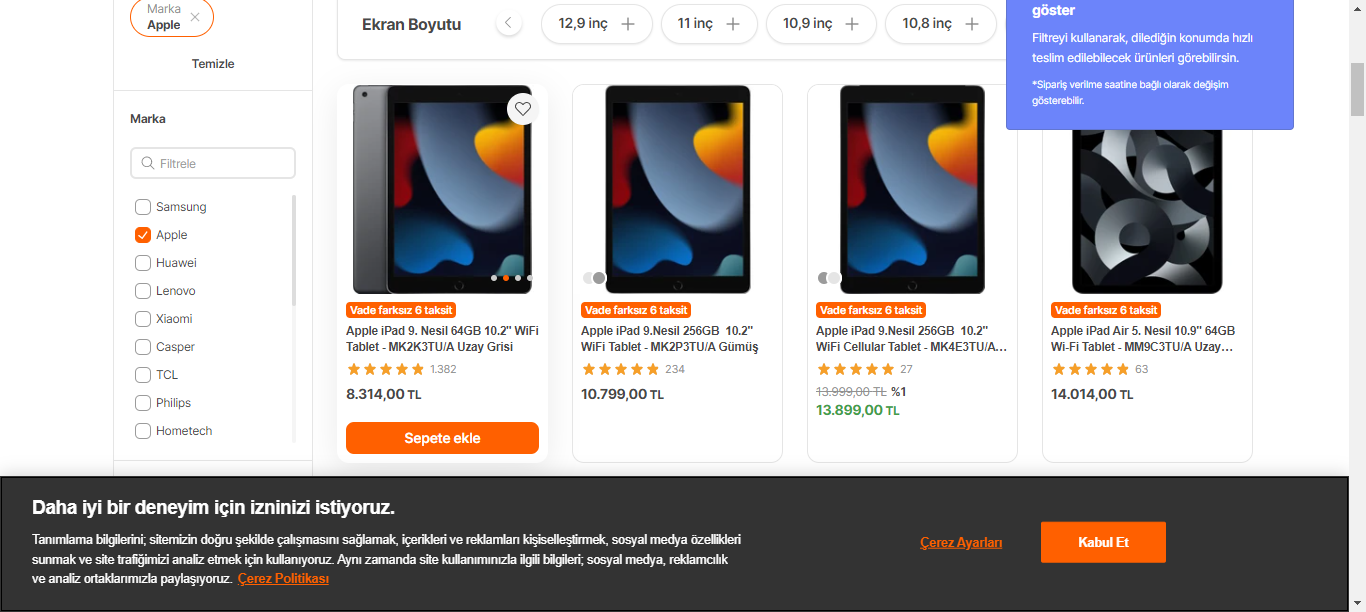 Marka
Apple
Temizle
Marka
Filtrele
Samsung
Apple
Huawei
Lenovo
Xiaomi
Casper
TCL
Philips
Hometech
Ekran Boyutu
12,9 inç
11 inç
10,9 inç
10,8 inç
göster
Filtreyi kullanarak, dilediğin konumda hızlı
teslim edilebilecek ürünleri görebilirsin.
*Sipariş verilme saatine bağlı olarak değişim
gösterebilir.
Vade farksız 6 taksit
Apple iPad 9. Nesil 64GB 10.2" WiFi
Tablet - MK2K3TU/A Uzay Grisi
1.382
8.314,00 TL
Sepete ekle
Vade farksız 6 taksit
Apple iPad 9.Nesil 256GB 10.2"
WiFi Tablet - MK2P3TU/A Gümüş
234
10.799,00 TL
Vade farksız 6 taksit
Apple iPad 9.Nesil 256GB 10.2"
WiFi Cellular Tablet - MK4E3TU/A...
27
13.999,00 TL %1
13.899,00 TL
Vade farksız 6 taksit
Apple iPad Air 5. Nesil 10.9" 64GB
Wi-Fi Tablet - MM9C3TU/A Uzay...
63
14.014,00 TL
Daha iyi bir deneyim için izninizi istiyoruz.
Tanımlama bilgilerini; sitemizin doğru şekilde çalışmasını sağlamak, içerikleri ve reklamları kişiselleştirmek, sosyal medya özellikleri
sunmak ve site trafiğimizi analiz etmek için kullanıyoruz. Aynı zamanda site kullanımınızla ilgili bilgileri; sosyal medya, reklamcılık
ve analiz ortaklarımızla paylaşıyoruz. Çerez Politikası
Çerez Ayarları
Kabul Et